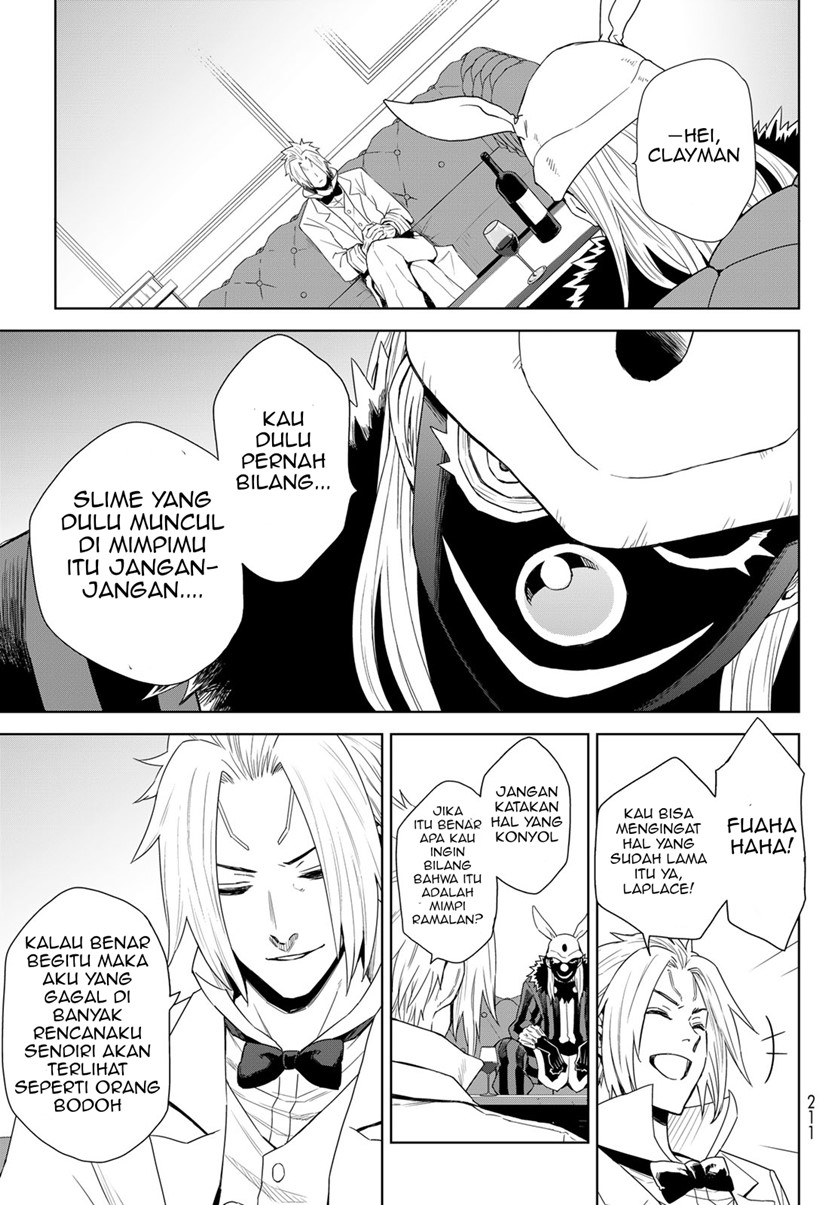 —HEI,
CLAYMAN
KAU
DULU
PERNAH
BILANG...
SLIME YANG
DULU MUNCUL
DI MIMPIMU
ITU JANGAN-
JANGAN....
FUAHA
HAHA!
KAU BISA
MENGINGAT
HAL YANG
SUDAH LAMA
ITU YA,
LAPLACE!
JANGAN
KATAKAN
HAL YANG
KONYOL
JIKA
ITU BENAR
APA KAU
INGIN
BILANG
BAHWA ITU
ADALAH
MIMPI
RAMALAN?
KALAU BENAR
BEGITU MAKA
AKU YANG
GAGAL DI
BANYAK
RENCANAKU
SENDIRI AKAN
TERLIHAT
SEPERTI ORANG
BODOH
211